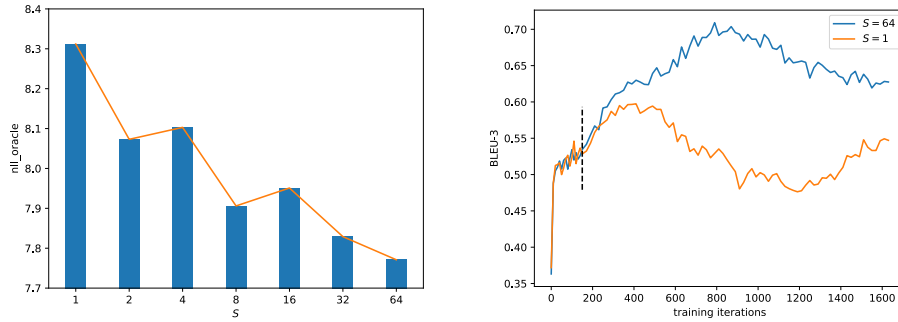 8.4
8.3
8.2
8.1
8.0
7.9
7.8
7.7
nll_oracle
1 2 4 8 16 32 64
S
0.70
0.65
0.60
0.55
0.50
0.45
0.40
0.35
BLEU-3
S = 64
S = 1
0 200 400 600 800 1000 1200 1400 1600
training iterations